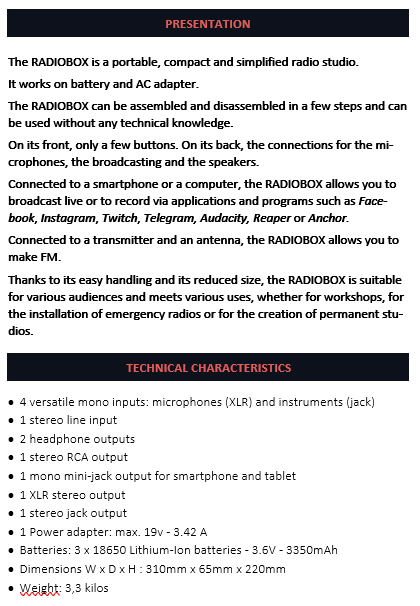 PRESENTATION
The RADIOBOX is a portable, compact and simplified radio studio.
It works on battery and AC adapter.
The RADIOBOX can be assembled and disassembled in a few steps and can
be used without any technical knowledge.
On its front, only a few buttons. On its back, the connections for the mi-
crophones, the broadcasting and the speakers.
Connected to a smartphone or a computer, the RADIOBOX allows you to
broadcast live or to record via applications and programs such as Face-
book, Instagram, Twitch, Telegram, Audacity, Reaper or Anchor.
Connected to a transmitter and an antenna, the RADIOBOX allows you to
make FM.
Thanks to its easy handling and its reduced size, the RADIOBOX is suitable
for various audiences and meets various uses, whether for workshops, for
the installation of emergency radios or for the creation of permanent stu-
dios.
TECHNICAL CHARACTERISTICS
• 4 versatile mono inputs: microphones (XLR) and instruments (jack)
• 1 stereo line input
• 2 headphone outputs
• 1 stereo RCA output
• 1 mono mini-jack output for smartphone and tablet
• 1 XLR stereo output
• 1 stereo jack output
• 1 Power adapter: max. 19v - 3.42 A
• Batteries: 3 x 18650 Lithium-Ion batteries - 3.6V - 3350mAh
• Dimensions W x D x H : 310mm x 65mm x 220mm
• Weight: 3,3 kilos